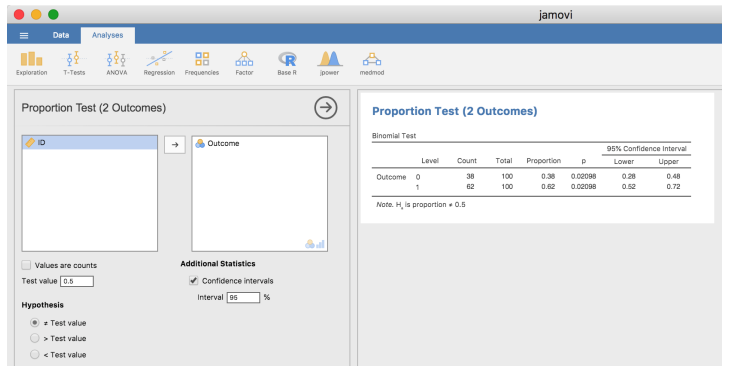 jamovi
Data Analyses
Exploration T-Tests ANOVA Regression Frequencies Factor Base R jpower medmod
Proportion Test (2 Outcomes)
ID
Outcome
Values are counts
Test value 0.5
Hypothesis
≠ Test value
> Test value
< Test value
Additional Statistics
Confidence intervals
Interval 95 %
Proportion Test (2 Outcomes)
Binomial Test
95% Confidence Interval
Level Count Total Proportion p Lower Upper
Outcome 0 38 100 0.38 0.02098 0.28 0.48
1 62 100 0.62 0.02098 0.52 0.72
Note. Hₐ is proportion ≠ 0.5